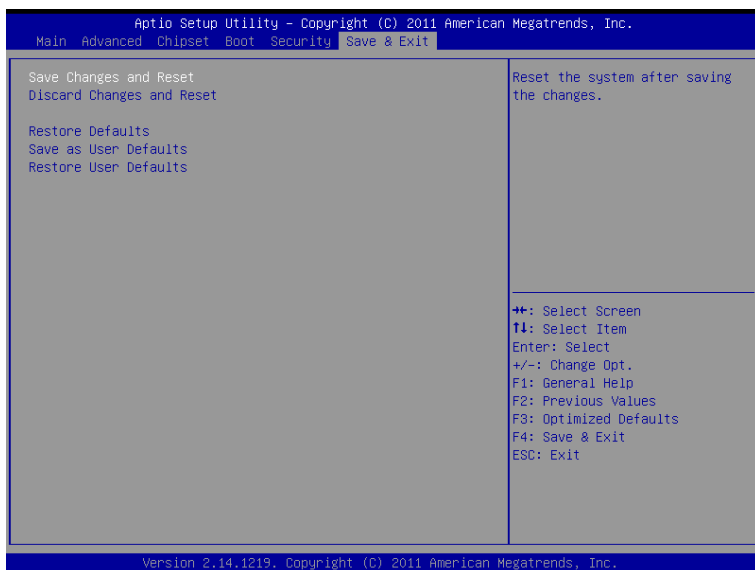 Aptio Setup Utility – Copyright (C) 2011 American Megatrends, Inc.
Main Advanced Chipset Boot Security Save & Exit
Save Changes and Reset
Discard Changes and Reset
Restore Defaults
Save as User Defaults
Restore User Defaults
Reset the system after saving
the changes.
→←: Select Screen
↑↓: Select Item
Enter: Select
+/-: Change Opt.
F1: General Help
F2: Previous Values
F3: Optimized Defaults
F4: Save & Exit
ESC: Exit
Version 2.14.1219. Copyright (C) 2011 American Megatrends, Inc.